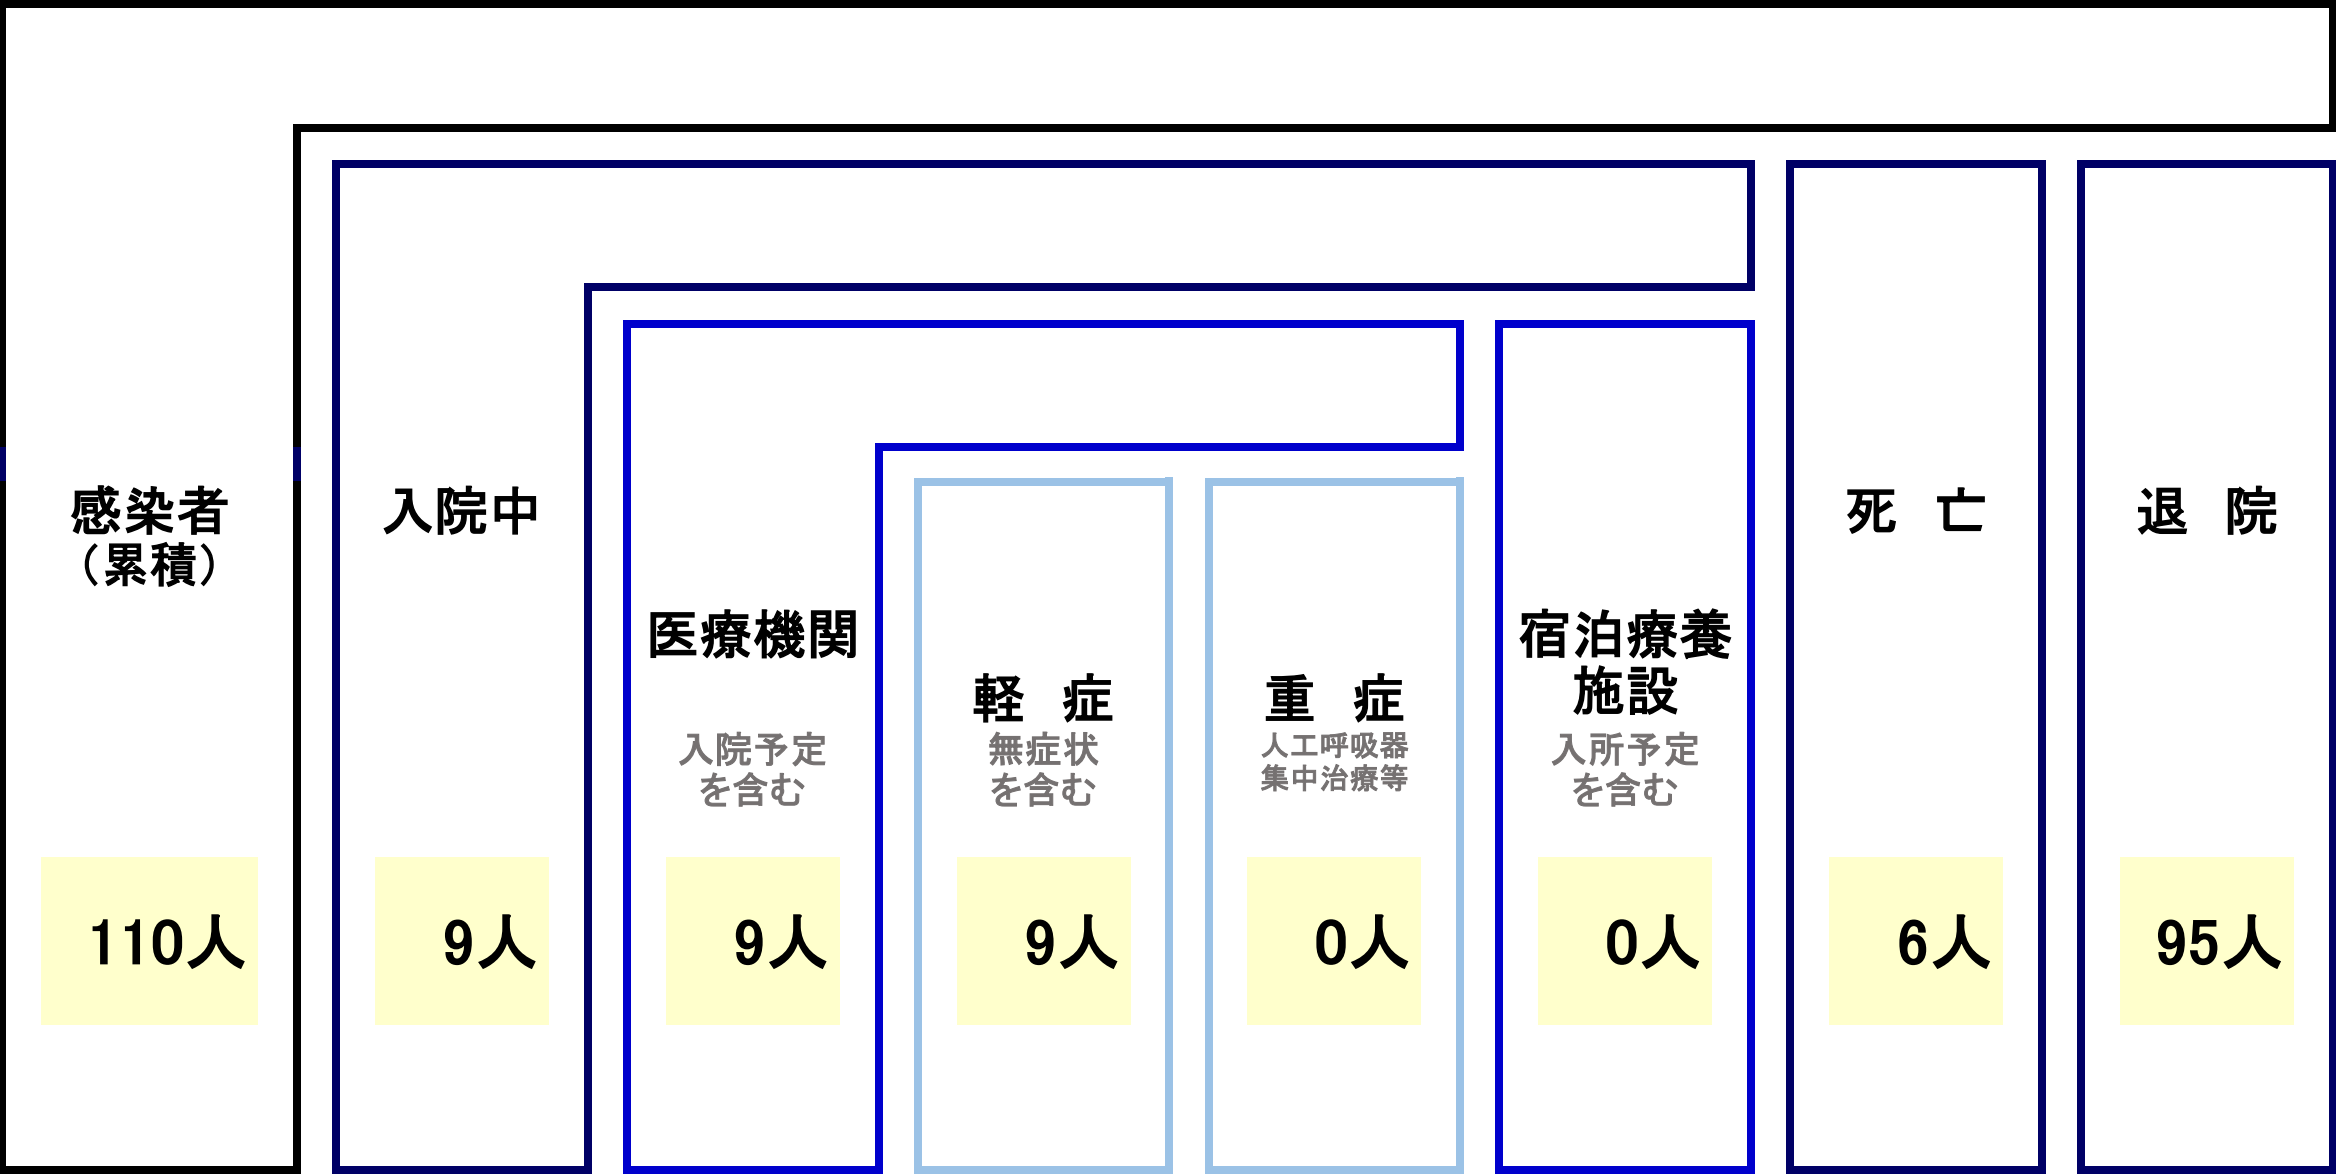 感染者
（累積）
110人
入院中
9人
医療機関
入院予定
を含む
9人
軽 症
無症状
を含む
9人
重 症
人工呼吸器
集中治療等
0人
宿泊療養
施設
入所予定
を含む
0人
死 亡
6人
退 院
95人